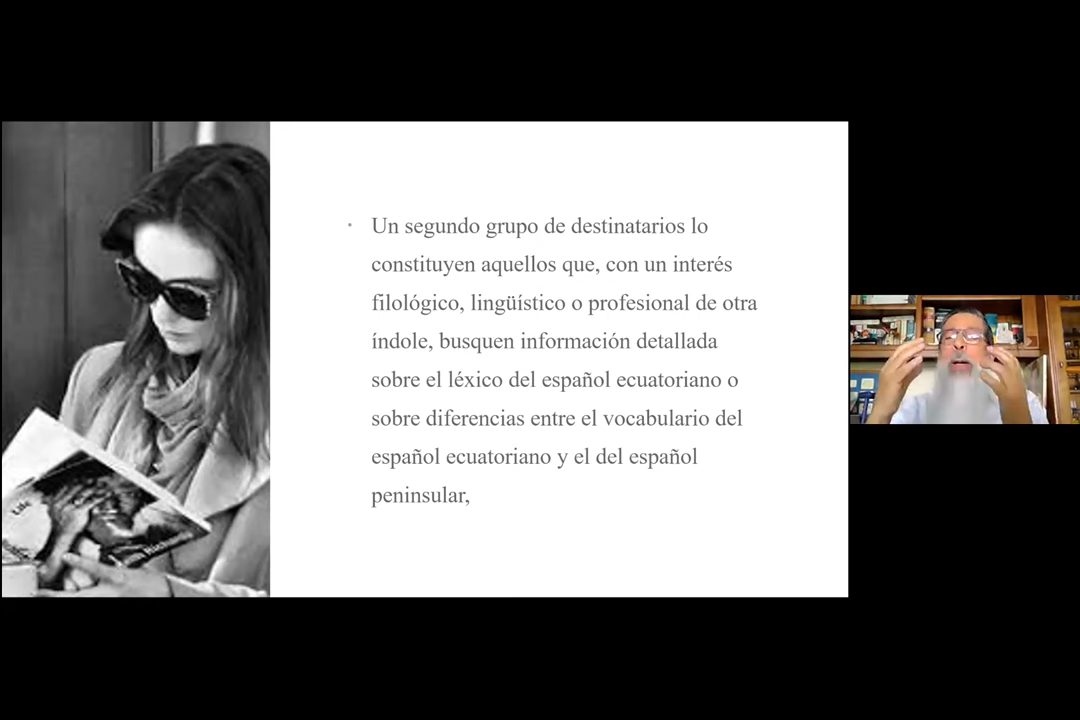 · Un segundo grupo de destinatarios lo
constituyen aquellos que, con un interés
filológico, lingüístico o profesional de otra
índole, busquen información detallada
sobre el léxico del español ecuatoriano o
sobre diferencias entre el vocabulario del
español ecuatoriano y el del español
peninsular,
Life